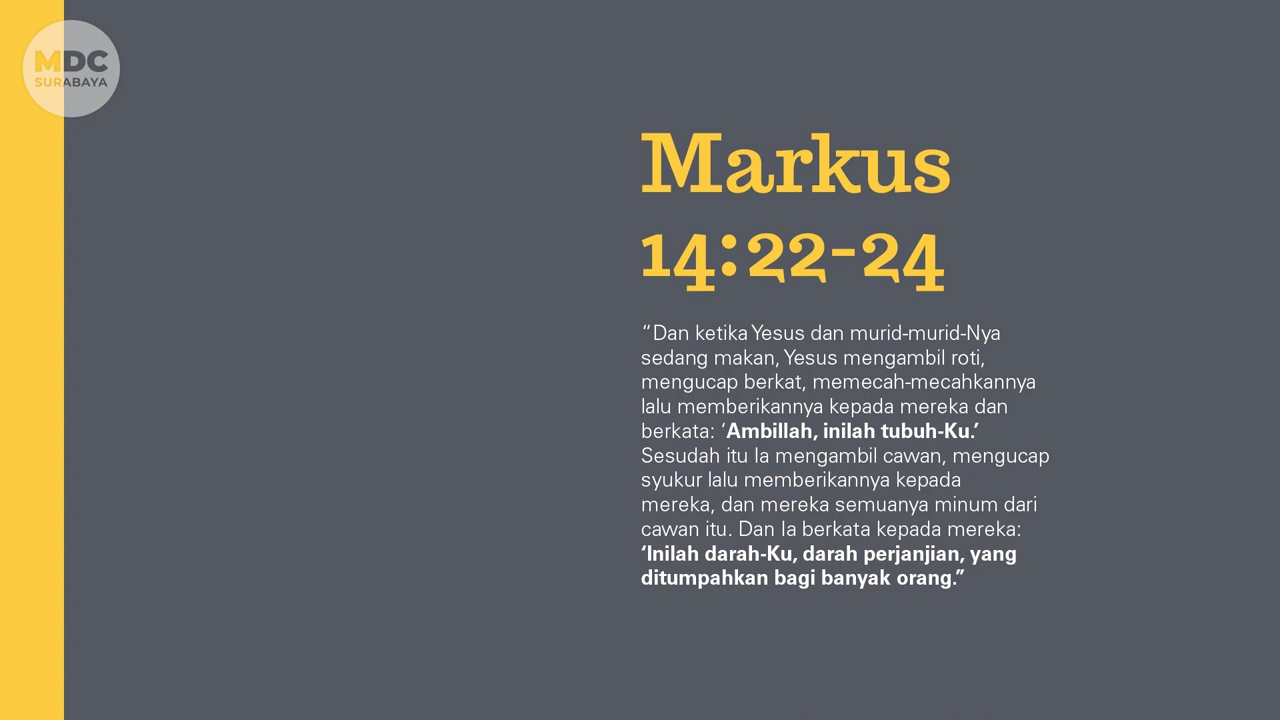 MDC
SURABAYA
Markus
14:22-24
“Dan ketika Yesus dan murid-murid-Nya
sedang makan, Yesus mengambil roti,
mengucap berkat, memecah-mecahkannya
lalu memberikannya kepada mereka dan
berkata: ‘Ambillah, inilah tubuh-Ku.’
Sesudah itu Ia mengambil cawan, mengucap
syukur lalu memberikannya kepada
mereka, dan mereka semuanya minum dari
cawan itu. Dan Ia berkata kepada mereka:
‘Inilah darah-Ku, darah perjanjian, yang
ditumpahkan bagi banyak orang.”